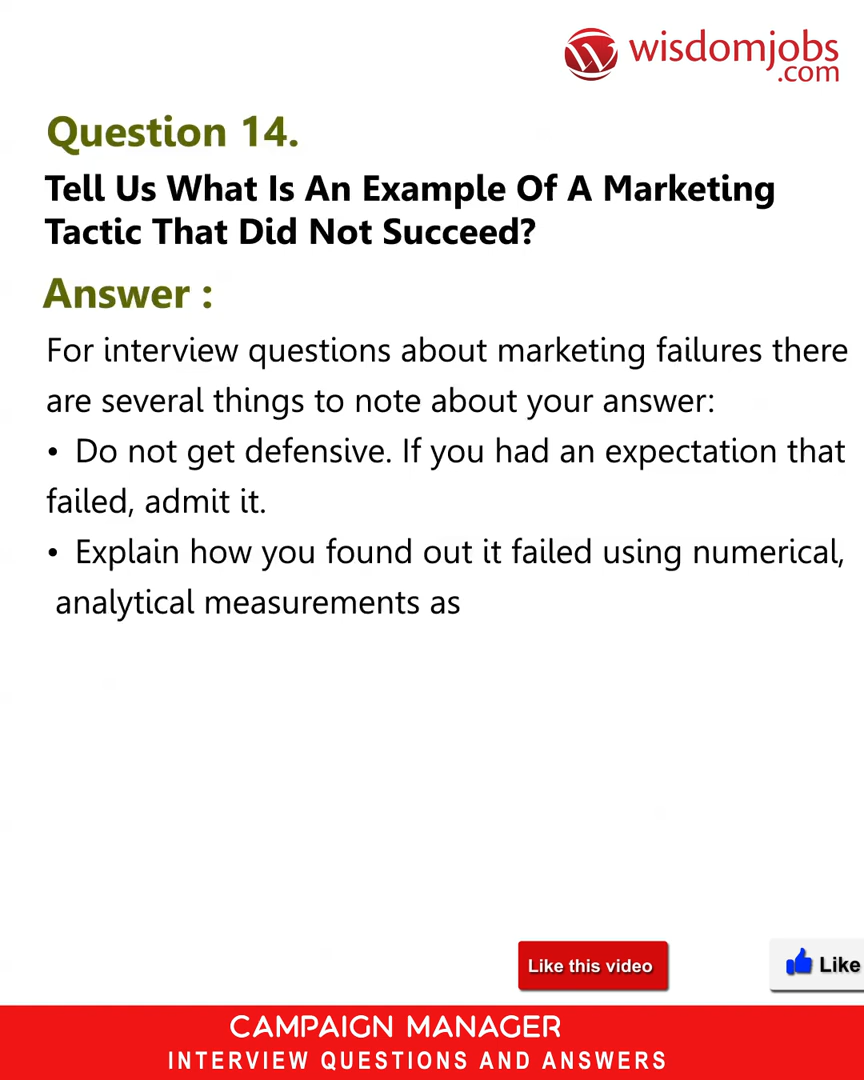 wisdomjobs
.com
Question 14.
Tell Us What Is An Example Of A Marketing
Tactic That Did Not Succeed?
Answer :
For interview questions about marketing failures there
are several things to note about your answer:
• Do not get defensive. If you had an expectation that
failed, admit it.
• Explain how you found out it failed using numerical,
analytical measurements as
Like this video
Like
CAMPAIGN MANAGER
INTERVIEW QUESTIONS AND ANSWERS